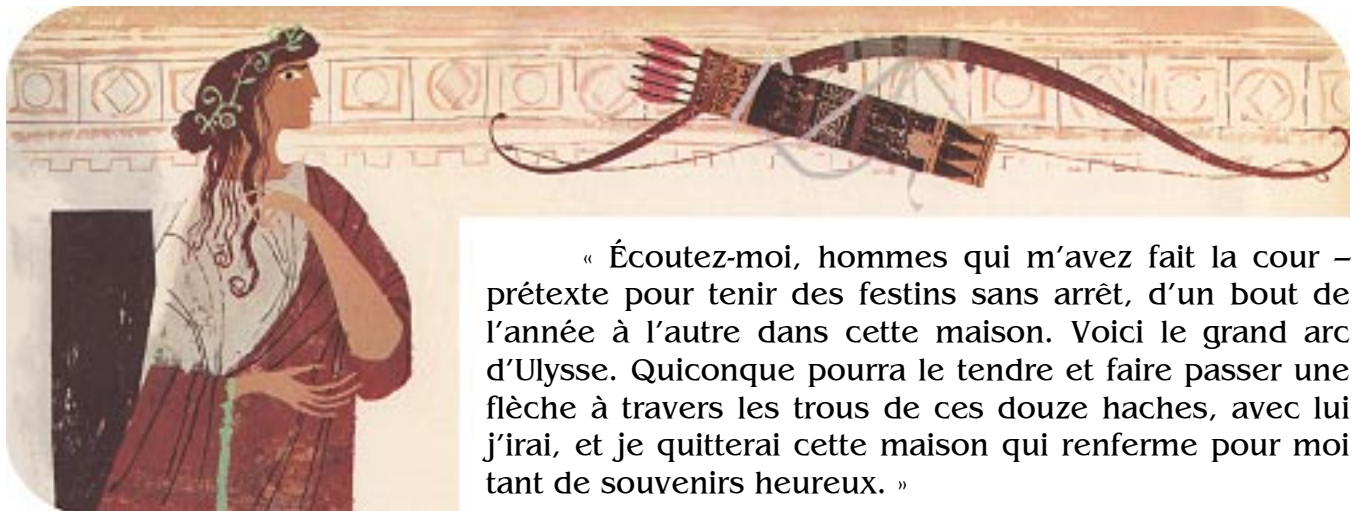 « Écoutez-moi, hommes qui m’avez fait la cour –
prétexte pour tenir des festins sans arrêt, d’un bout de
l’année à l’autre dans cette maison. Voici le grand arc
d’Ulysse. Quiconque pourra le tendre et faire passer une
flèche à travers les trous de ces douze haches, avec lui
j’irai, et je quitterai cette maison qui renferme pour moi
tant de souvenirs heureux. »